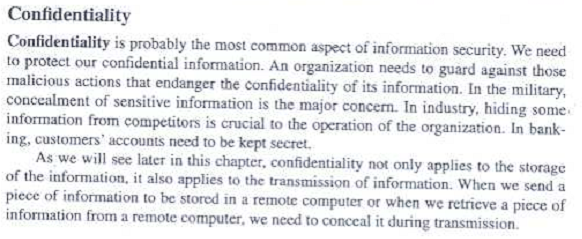 Confidentiality
Confidentiality is probably the most common aspect of information security. We need
to protect our confidential information. An organization needs to guard against those
malicious actions that endanger the confidentiality of its information. In the military,
concealment of sensitive information is the major concern. In industry, hiding some
information from competitors is crucial to the operation of the organization. In bank-
ing, customers' accounts need to be kept secret.
As we will see later in this chapter, confidentiality not only applies to the storage
of the information, it also applies to the transmission of information. When we send a
piece of information to be stored in a remote computer or when we retrieve a piece of
information from a remote computer, we need to conceal it during transmission.